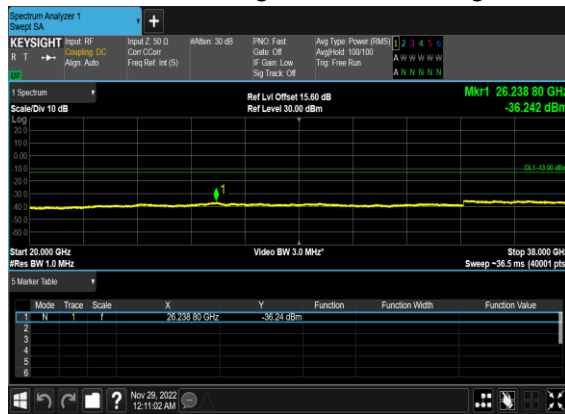 Spectrum Analyzer 1
Swept SA
+
KEYSIGHT Input: RF Input Z: 50 Ω #Atten: 30 dB PNO: Fast Avg Type: Power (RMS) 1 2 3 4 5 6
R T Coupling: DC Corr CCorr Gate: Off Avg|Hold: 100/100 A W W W W W
Align: Auto Freq Ref: Int (S) IF Gain: Low Trig: Free Run
Sig Track: Off A N N N N N
LW
1 Spectrum Ref Lvl Offset 15.60 dB Mkr1 26.238 80 GHz
Scale/Div 10 dB Ref Level 30.00 dBm -36.242 dBm
Log
20.0
10.0
0.00
-10.0 DL1 -13.00 dBm
-20.0
-30.0 1
-40.0
-50.0
-60.0
Start 20.000 GHz Video BW 3.0 MHz* Stop 38.000 GHz
#Res BW 1.0 MHz Sweep ~36.5 ms (40001 pts)
5 Marker Table
Mode Trace Scale X Y Function Function Width Function Value
1 N 1 f 26.238 80 GHz -36.24 dBm
2
3
4
5
6
? Nov 29, 2022
12:11:02 AM